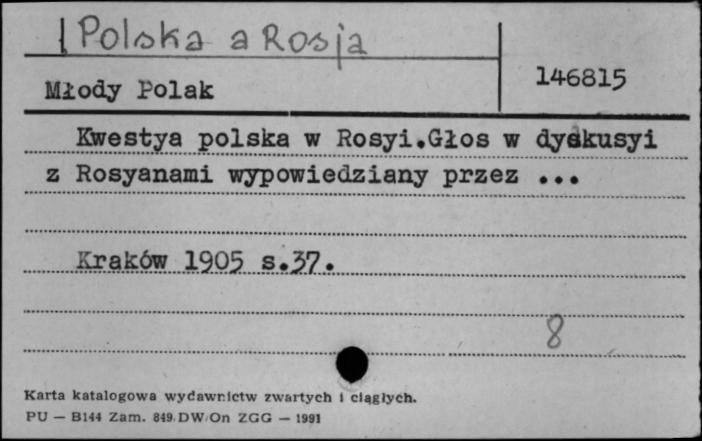 | Polska a Rosja
Młody Polak
146815
Kwestya polska w Rosyi.Głos w dyskusyi
z Rosyanami wypowiedziany przez ...
Kraków 1905 s.37.
8
Karta katalogowa wydawnictw zwartych i ciągłych.
PU — B144 Zam. 849.DW/On ZGG — 1991